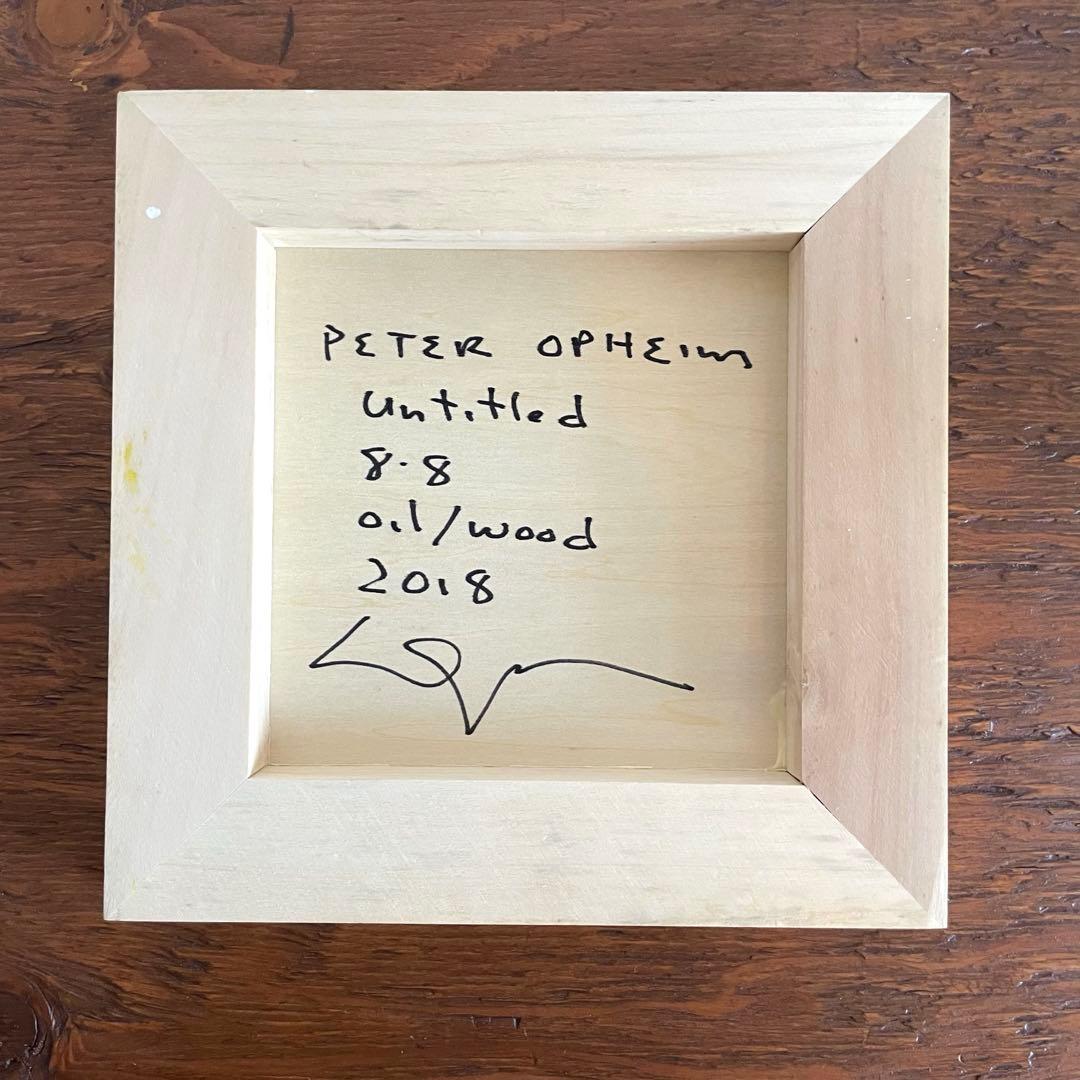 PETER OPHEIM
Untitled
8·8
oil/wood
2018